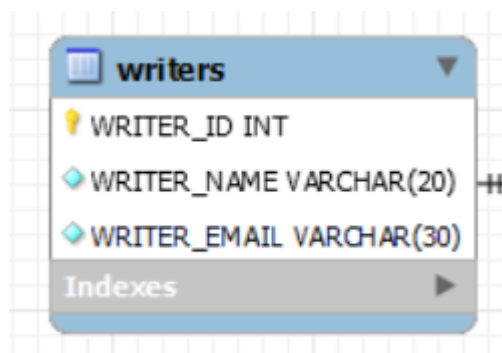 writers
WRITER_ID INT
WRITER_NAME VARCHAR(20)
WRITER_EMAIL VARCHAR(30)
Indexes